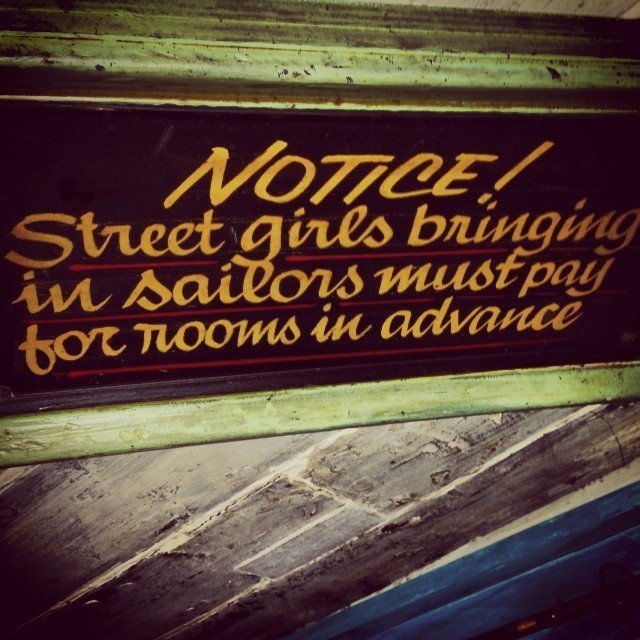 NOTICE!
Street girls bringing
in sailors must pay
for rooms in advance